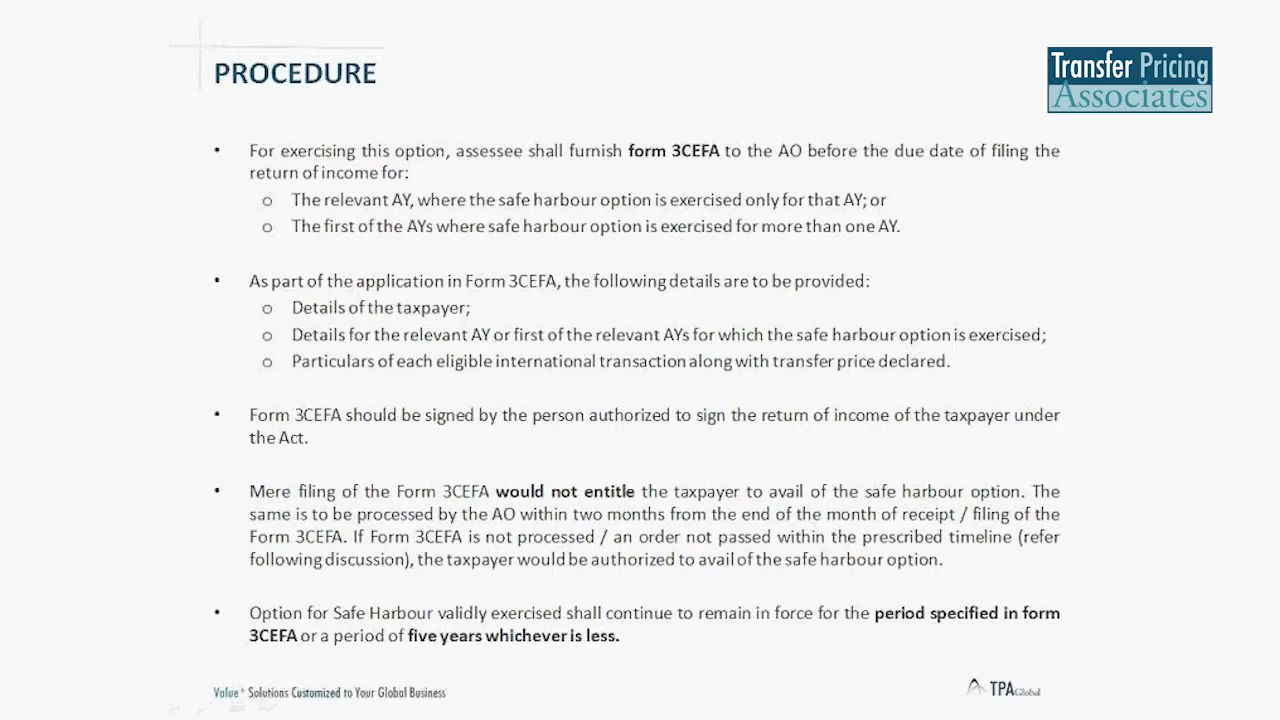 PROCEDURE
Transfer Pricing
Associates
• For exercising this option, assessee shall furnish form 3CEFA to the AO before the due date of filing the
return of income for:
o The relevant AY, where the safe harbour option is exercised only for that AY; or
o The first of the AYs where safe harbour option is exercised for more than one AY.
• As part of the application in Form 3CEFA, the following details are to be provided:
o Details of the taxpayer;
o Details for the relevant AY or first of the relevant AYs for which the safe harbour option is exercised;
o Particulars of each eligible international transaction along with transfer price declared.
• Form 3CEFA should be signed by the person authorized to sign the return of income of the taxpayer under
the Act.
• Mere filing of the Form 3CEFA would not entitle the taxpayer to avail of the safe harbour option. The
same is to be processed by the AO within two months from the end of the month of receipt / filing of the
Form 3CEFA. If Form 3CEFA is not processed / an order not passed within the prescribed timeline (refer
following discussion), the taxpayer would be authorized to avail of the safe harbour option.
• Option for Safe Harbour validly exercised shall continue to remain in force for the period specified in form
3CEFA or a period of five years whichever is less.
Value+ Solutions Customized to Your Global Business
TPA Global